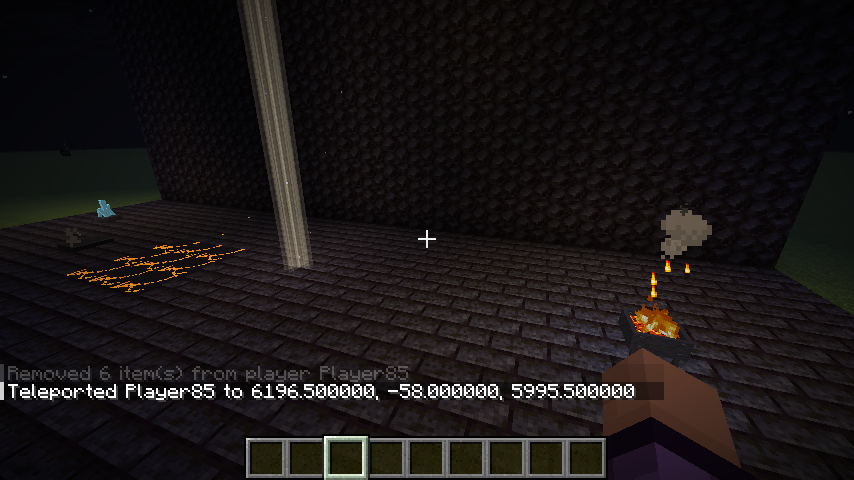 Removed 6 item(s) from player Player85
Teleported Player85 to 6196.500000, -58.000000, 5995.500000